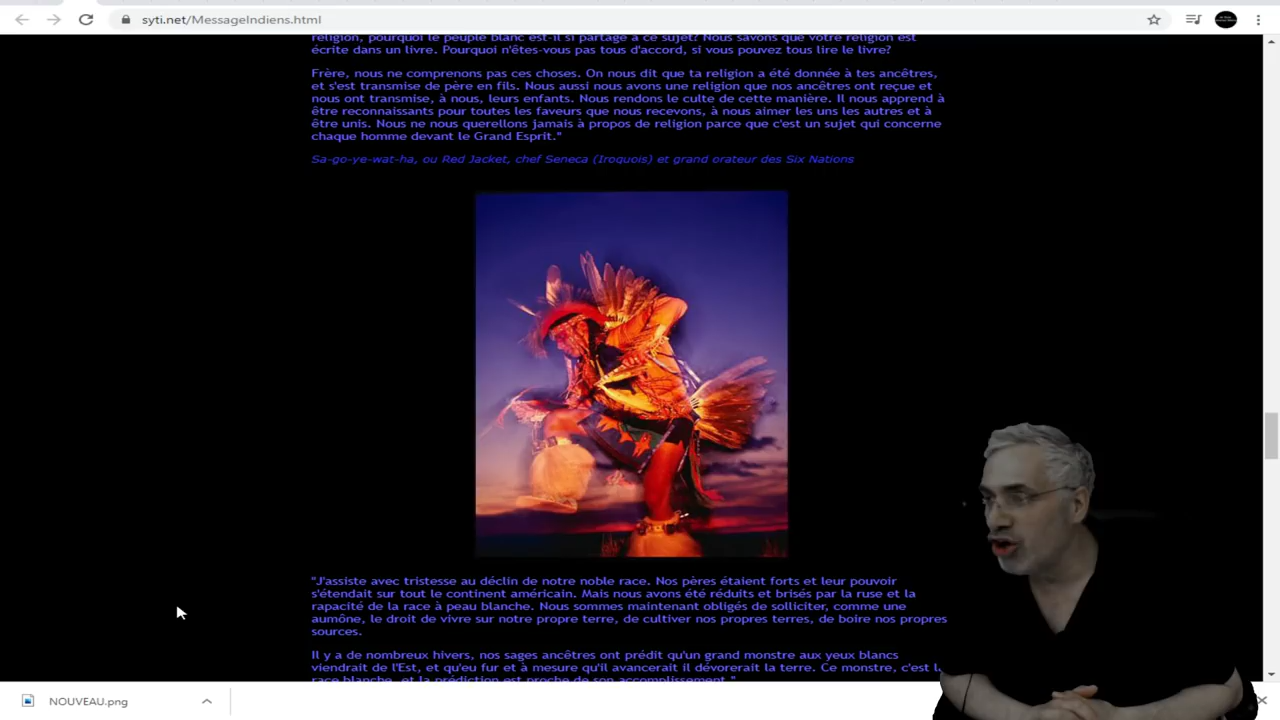 syti.net/MessageIndiens.html
religion, pourquoi le peuple blanc est-il si partagé à ce sujet? Nous savons que votre religion est
écrite dans un livre. Pourquoi n'êtes-vous pas tous d'accord, si vous pouvez tous lire le livre?
Frère, nous ne comprenons pas ces choses. On nous dit que ta religion a été donnée à tes ancêtres,
et s'est transmise de père en fils. Nous aussi nous avons une religion que nos ancêtres ont reçue et
nous ont transmise, à nous, leurs enfants. Nous rendons le culte de cette manière. Il nous apprend à
être reconnaissants pour toutes les faveurs que nous recevons, à nous aimer les uns les autres et à
être unis. Nous ne nous querellons jamais à propos de religion parce que c'est un sujet qui concerne
chaque homme devant le Grand Esprit."
Sa-go-ye-wat-ha, ou Red Jacket, chef Seneca (Iroquois) et grand orateur des Six Nations
"J'assiste avec tristesse au déclin de notre noble race. Nos pères étaient forts et leur pouvoir
s'étendait sur tout le continent américain. Mais nous avons été réduits et brisés par la ruse et la
rapacité de la race à peau blanche. Nous sommes maintenant obligés de solliciter, comme une
aumône, le droit de vivre sur notre propre terre, de cultiver nos propres terres, de boire nos propres
sources.
Il y a de nombreux hivers, nos sages ancêtres ont prédit qu'un grand monstre aux yeux blancs
viendrait de l'Est, et qu'eu fur et à mesure qu'il avancerait il dévorerait la terre. Ce monstre, c'est
race blanche, et la prédiction est proche de son accomplissement."
NOUVEAU.png